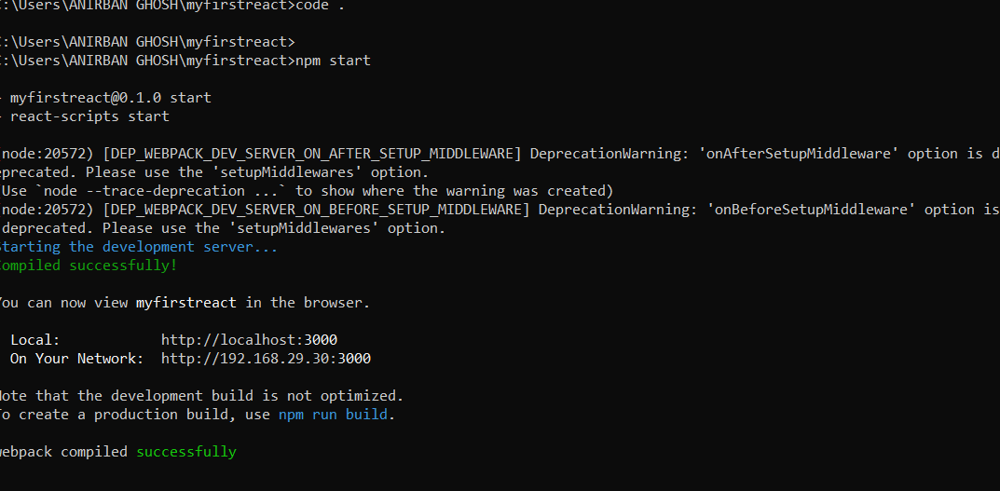 :\Users\ANIRBAN GHOSH\myfirstreact>code .
:\Users\ANIRBAN GHOSH\myfirstreact>
:\Users\ANIRBAN GHOSH\myfirstreact>npm start
myfirstreact@0.1.0 start
react-scripts start
node:20572) [DEP_WEBPACK_DEV_SERVER_ON_AFTER_SETUP_MIDDLEWARE] DeprecationWarning: 'onAfterSetupMiddleware' option is d
eprecated. Please use the 'setupMiddlewares' option.
(Use `node --trace-deprecation ...` to show where the warning was created)
node:20572) [DEP_WEBPACK_DEV_SERVER_ON_BEFORE_SETUP_MIDDLEWARE] DeprecationWarning: 'onBeforeSetupMiddleware' option is
deprecated. Please use the 'setupMiddlewares' option.
Starting the development server...
Compiled successfully!
You can now view myfirstreact in the browser.
Local: http://localhost:3000
On Your Network: http://192.168.29.30:3000
Note that the development build is not optimized.
To create a production build, use npm run build.
webpack compiled successfully